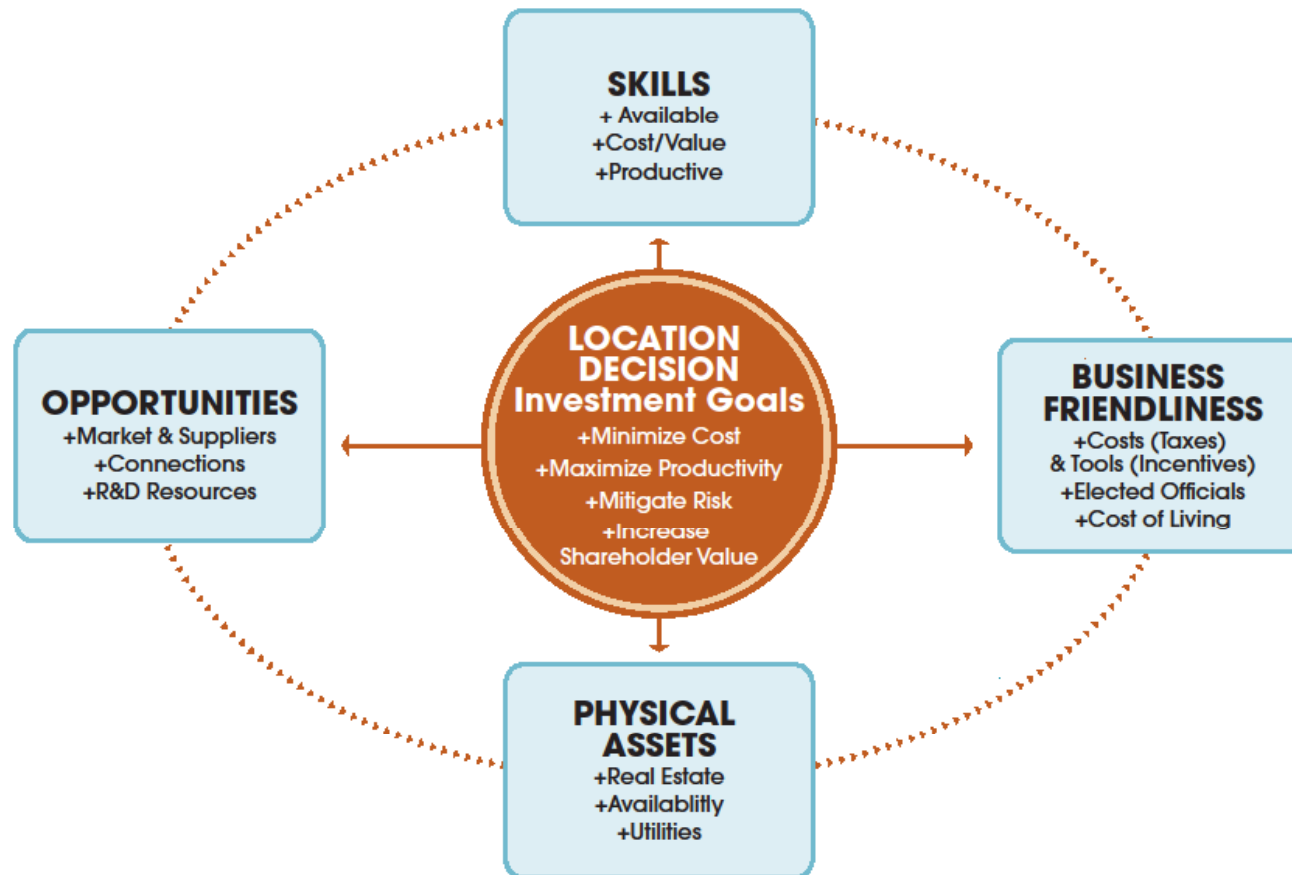 SKILLS
+ Available
+Cost/Value
+Productive
OPPORTUNITIES
+Market & Suppliers
+Connections
+R&D Resources
LOCATION
DECISION
Investment Goals
+Minimize Cost
+Maximize Productivity
+Mitigate Risk
+Increase
Shareholder Value
BUSINESS
FRIENDLINESS
+Costs (Taxes)
& Tools (Incentives)
+Elected Officials
+Cost of Living
PHYSICAL
ASSETS
+Real Estate
+Availablitly
+Utilities